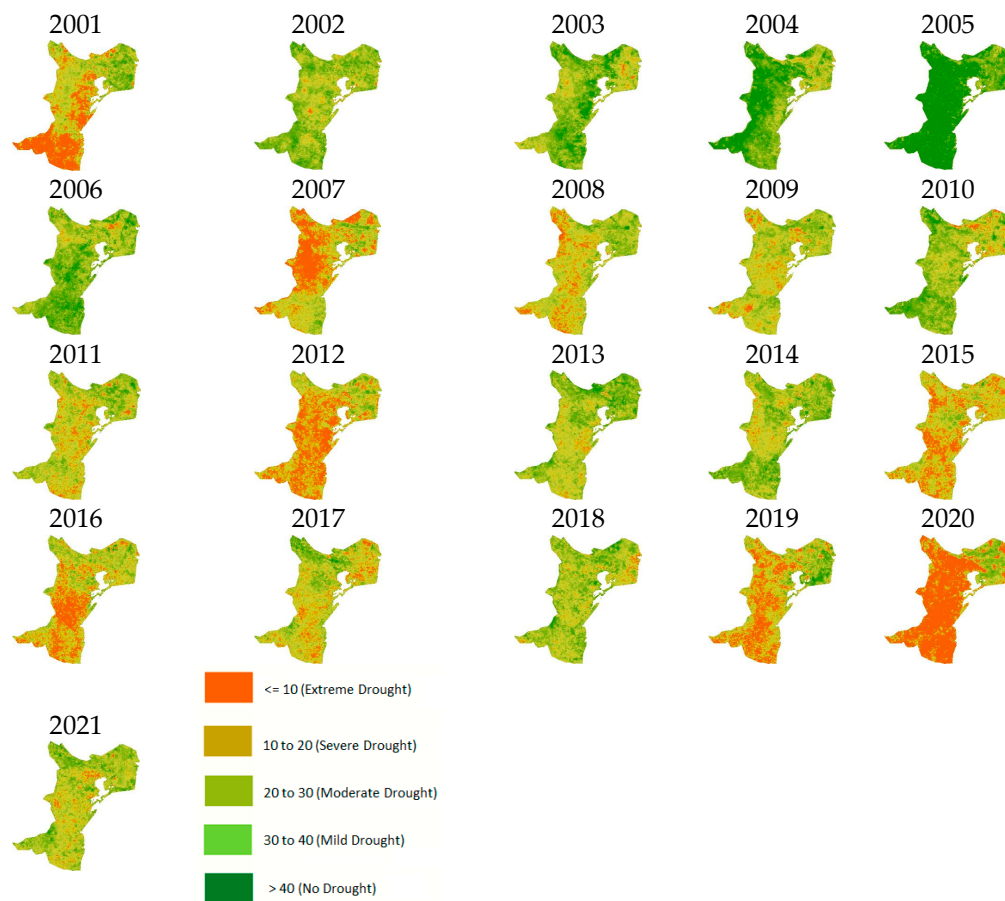 2001 2002 2003 2004 2005
2006 2007 2008 2009 2010
2011 2012 2013 2014 2015
2016 2017 2018 2019 2020
<= 10 (Extreme Drought)
2021
10 to 20 (Severe Drought)
20 to 30 (Moderate Drought)
30 to 40 (Mild Drought)
> 40 (No Drought)